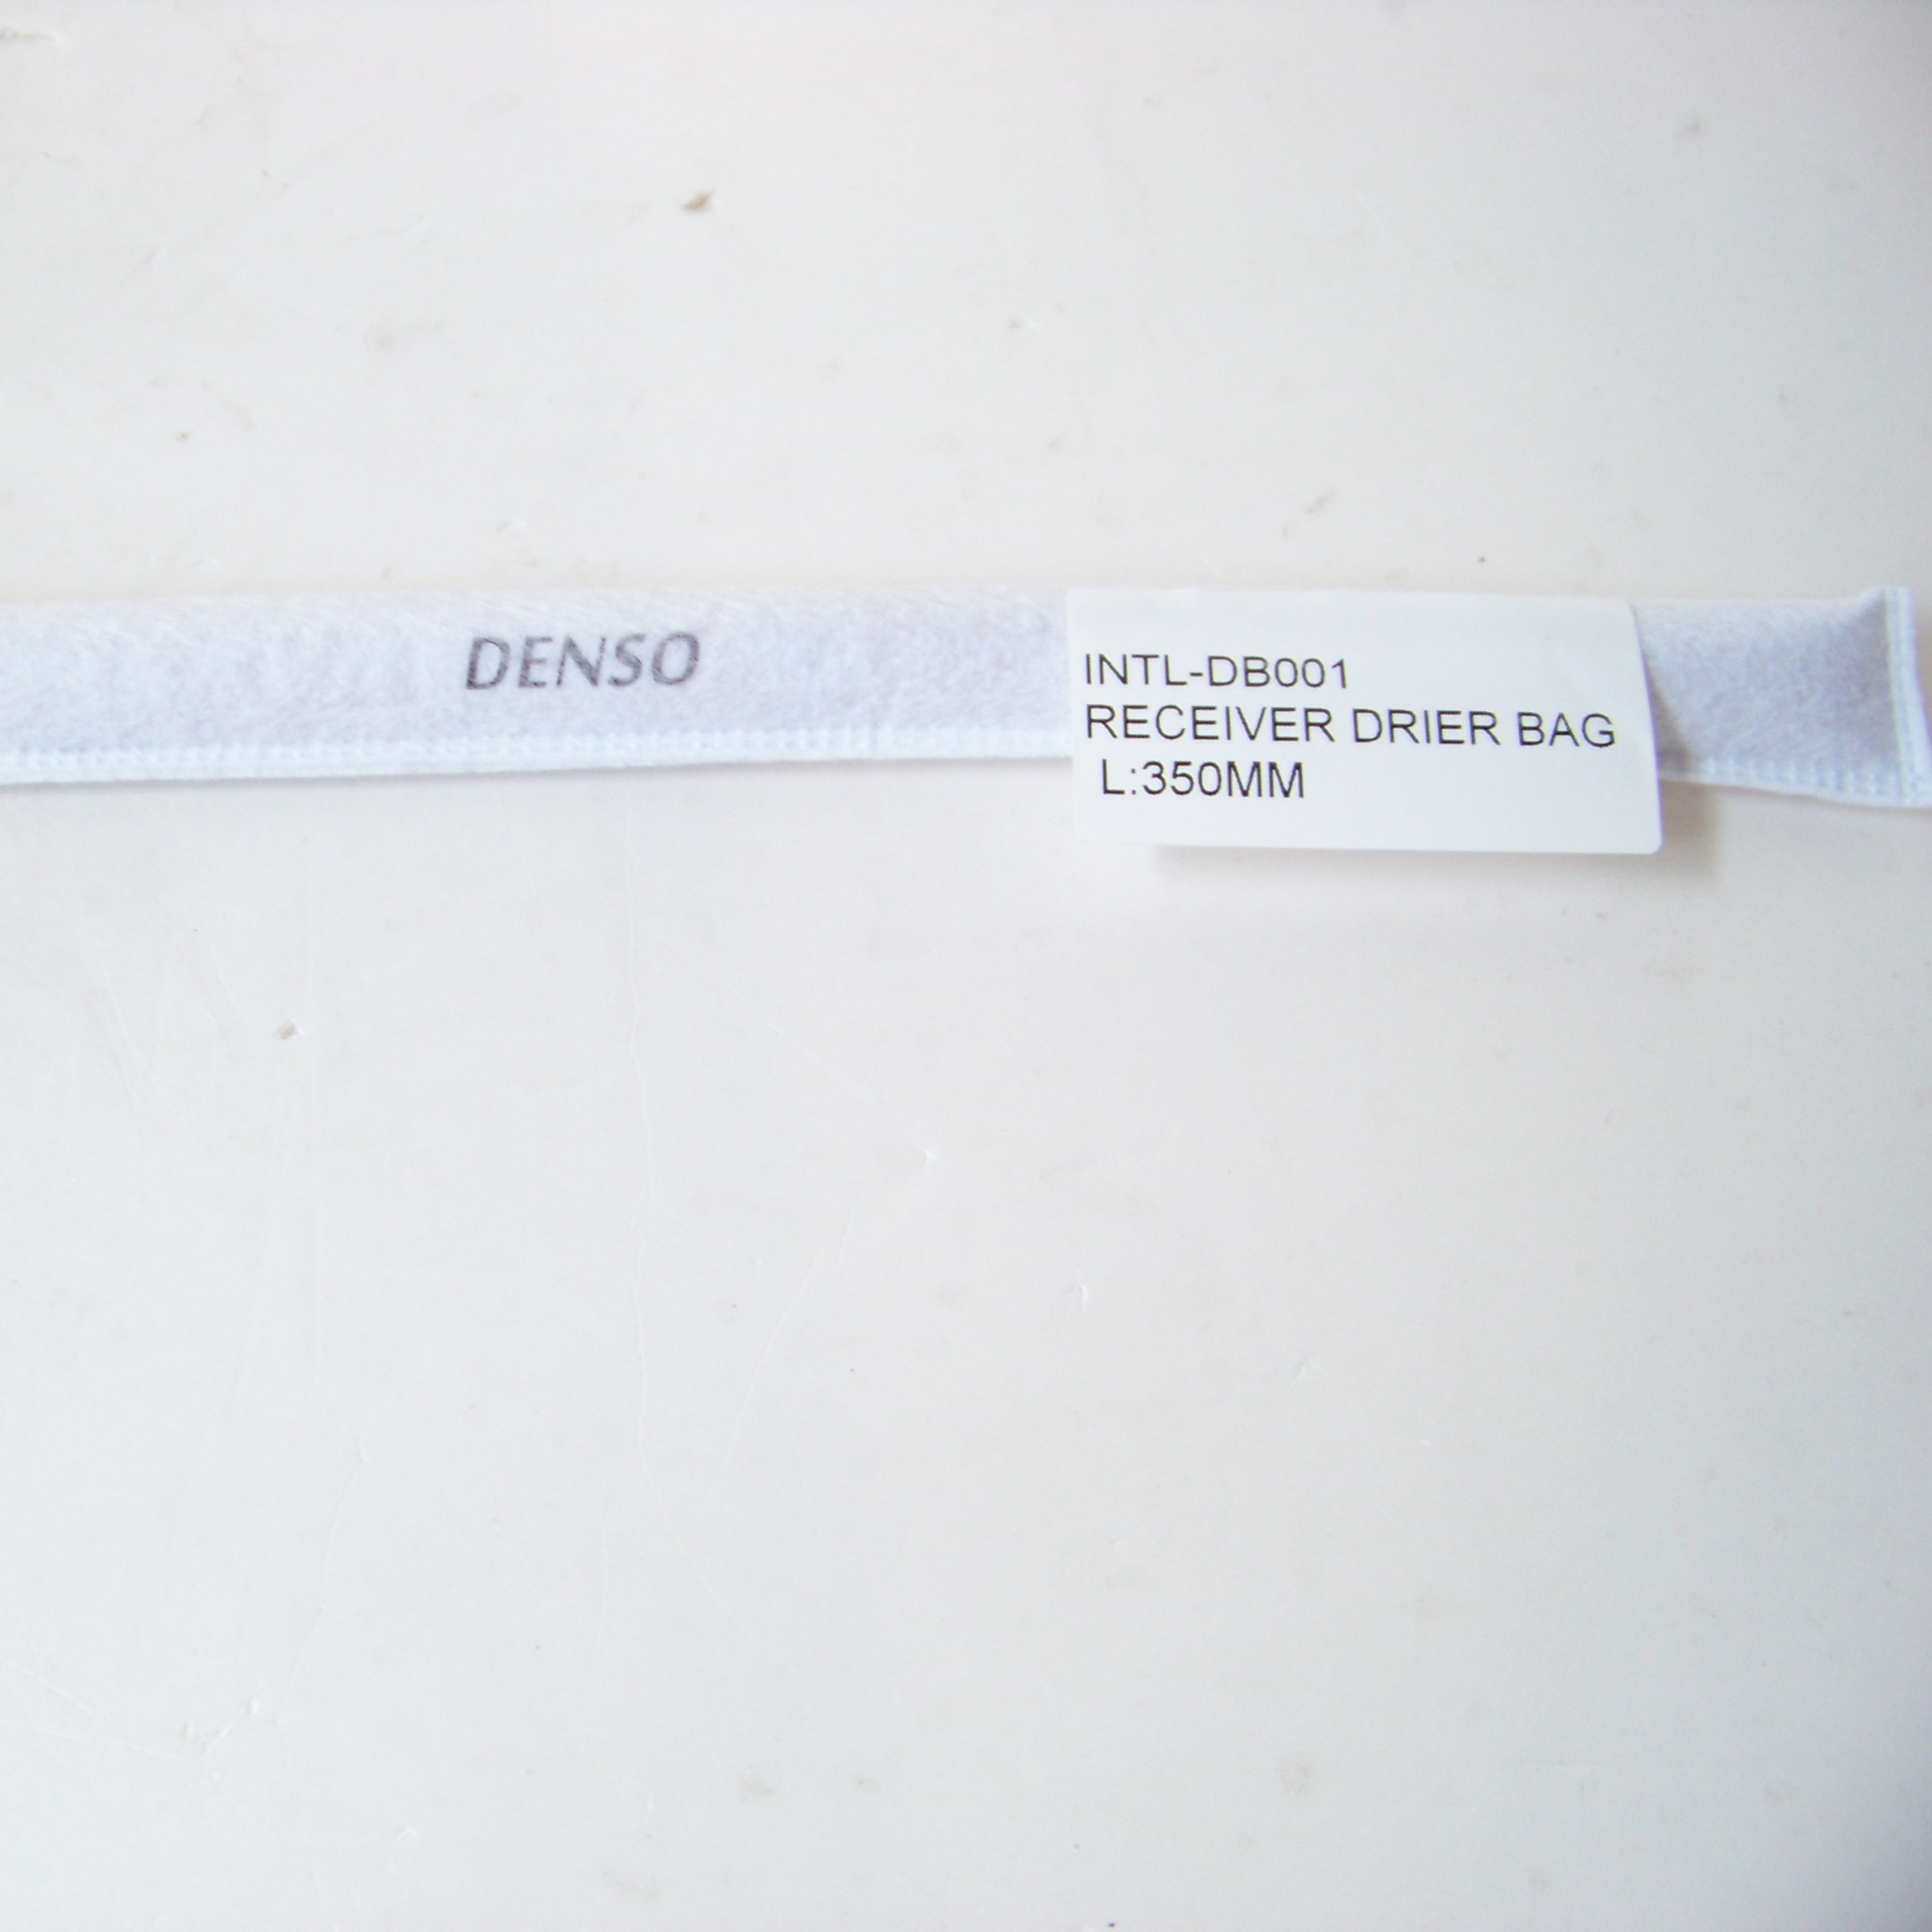 DENSO
INTL-DB001
RECEIVER DRIER BAG
L:350MM